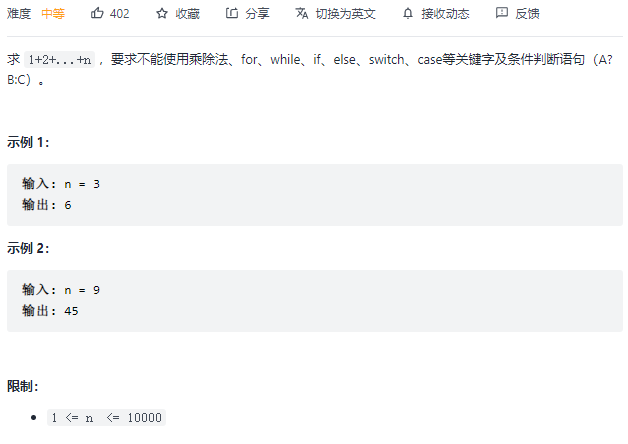 难度 中等 402 收藏 分享 切换为英文 接收动态 反馈
求 1+2+...+n ，要求不能使用乘除法、for、while、if、else、switch、case等关键字及条件判断语句（A?
B:C）。
示例 1：
输入：n = 3
输出：6
示例 2：
输入：n = 9
输出：45
限制：
• 1 <= n <= 10000